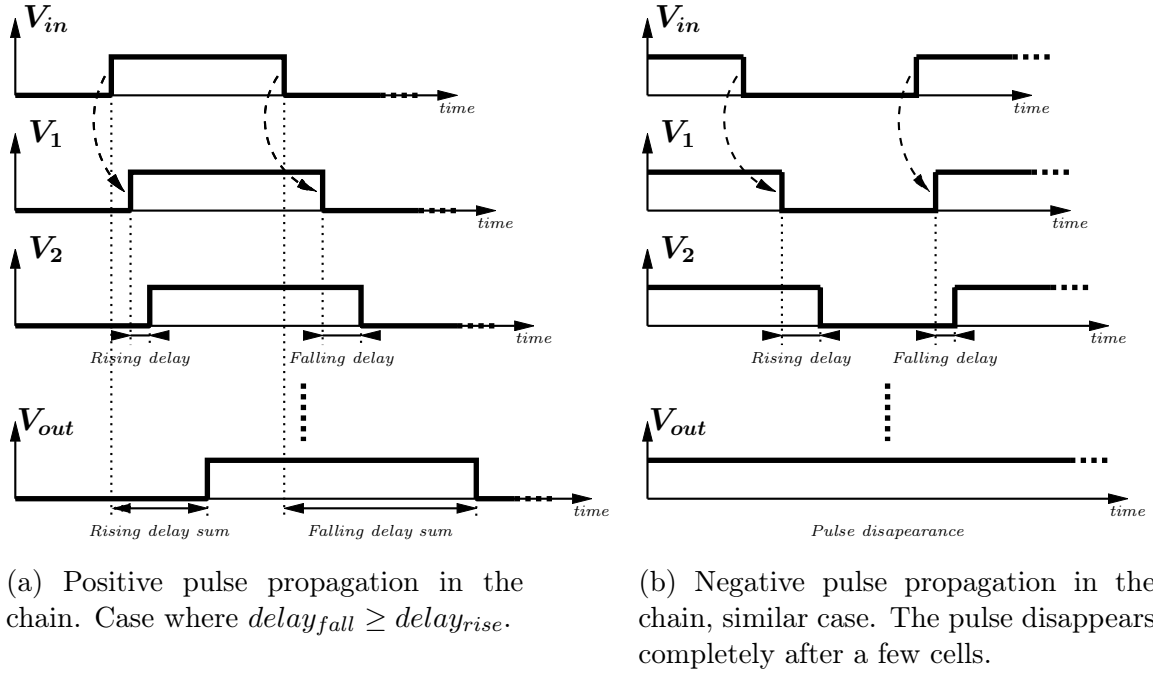 V_in
time
V_1
time
V_2
time
Rising delay
Falling delay
V_out
time
Rising delay sum
Falling delay sum
(a) Positive pulse propagation in the
chain. Case where delay_fall ≥ delay_rise.
V_in
time
V_1
time
V_2
time
Rising delay
Falling delay
V_out
time
Pulse disapearance
(b) Negative pulse propagation in the
chain, similar case. The pulse disappears
completely after a few cells.